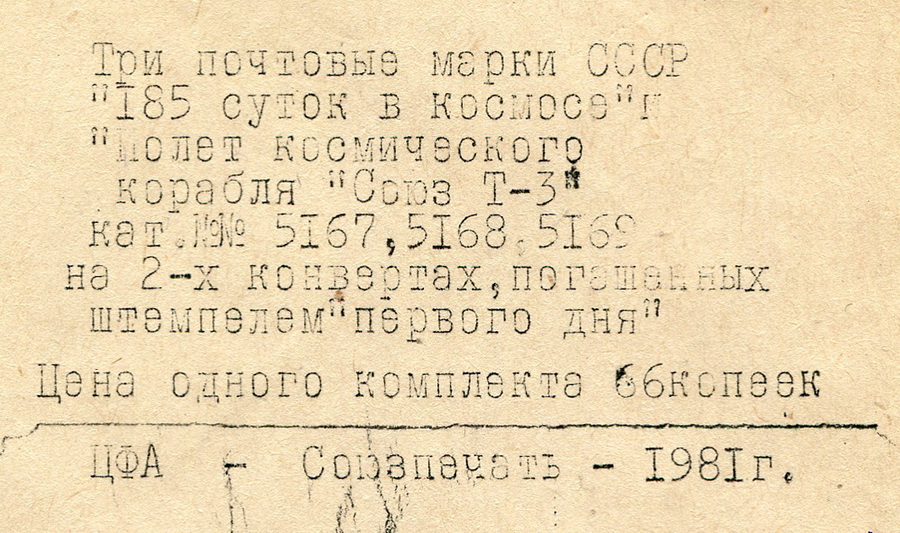 Три почтовые марки СССР
"185 суток в космосе"и
"Полет космического
корабля "Союз Т-3"
кат.№№ 5167,5168,5169
на 2-х конвертах,погашенных
штемпелем"первого дня"
Цена одного комплекта 66копеек
ЦФА - Союзпечать - 1981г.